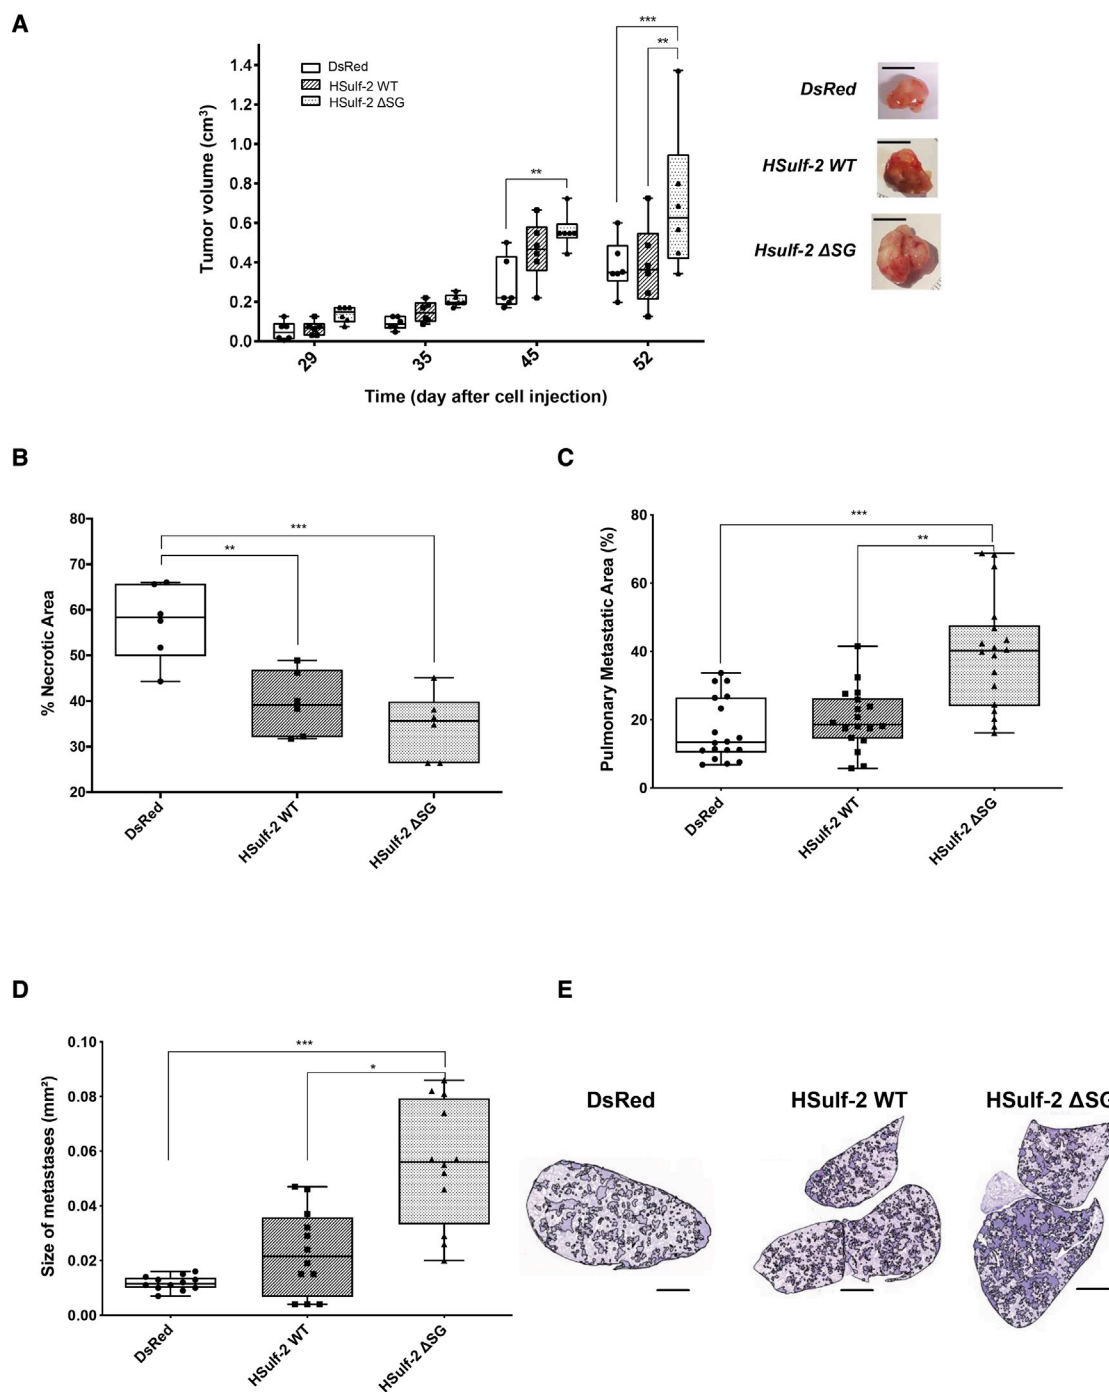 A
Tumor volume (cm³)
1.4
1.2
1.0
0.8
0.6
0.4
0.2
0.0
DsRed
HSulf-2 WT
HSulf-2 ΔSG
**
***
**
29
35
45
52
Time (day after cell injection)
DsRed
HSulf-2 WT
Hsulf-2 ΔSG
B
% Necrotic Area
80
70
60
50
40
30
20
***
**
DsRed
HSulf-2 WT
HSulf-2 ΔSG
C
Pulmonary Metastatic Area (%)
80
60
40
20
0
***
**
DsRed
HSulf-2 WT
HSulf-2 ΔSG
D
Size of metastases (mm²)
0.10
0.08
0.06
0.04
0.02
0.00
***
*
DsRed
HSulf-2 WT
HSulf-2 ΔSG
E
DsRed
HSulf-2 WT
HSulf-2 ΔSG